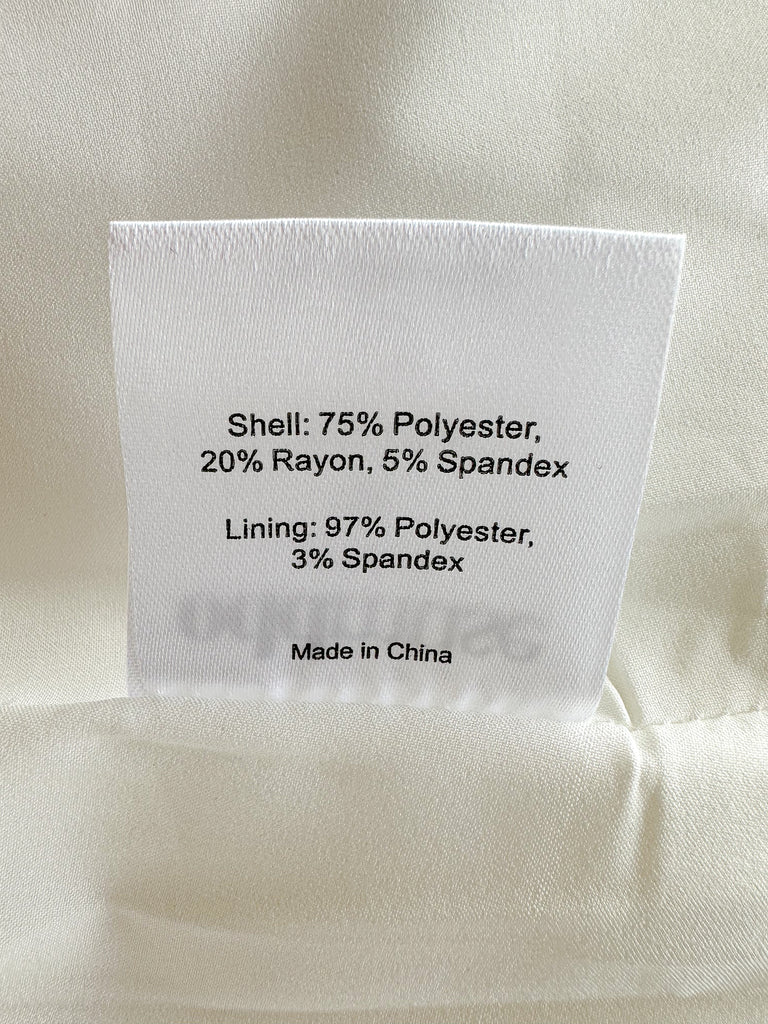 Shell: 75% Polyester,
20% Rayon, 5% Spandex
Lining: 97% Polyester,
3% Spandex
Made in China